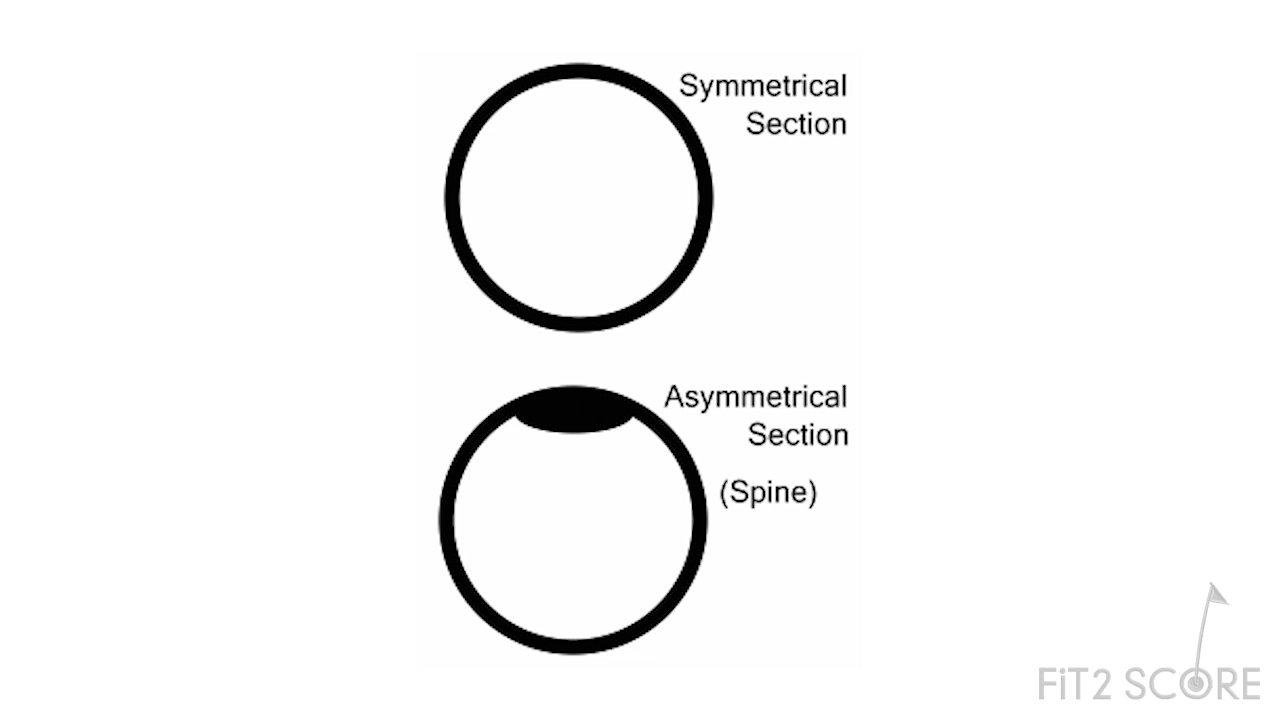 Symmetrical
Section
Asymmetrical
Section
(Spine)
FiT2 SCORE